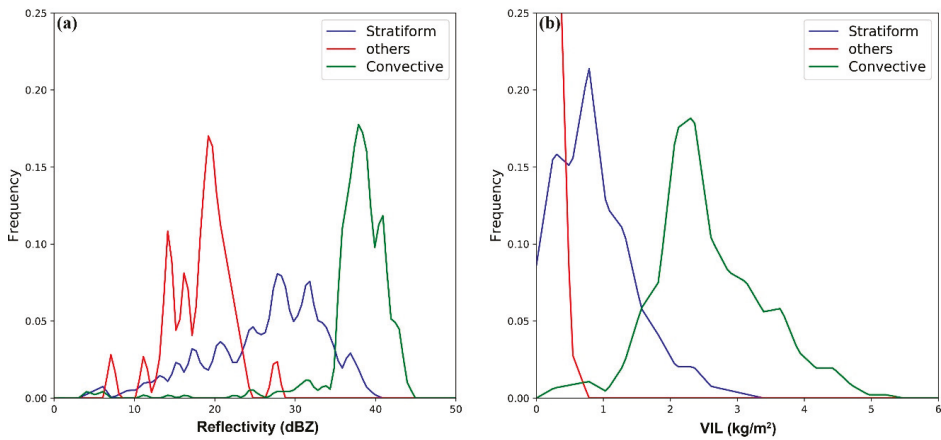 (a)
Stratiform
others
Convective
0.25
0.20
0.15
0.10
0.05
0.00
Frequency
0 10 20 30 40 50
Reflectivity (dBZ)
(b)
Stratiform
others
Convective
0.25
0.20
0.15
0.10
0.05
0.00
Frequency
0 1 2 3 4 5 6
VIL (kg/m²)